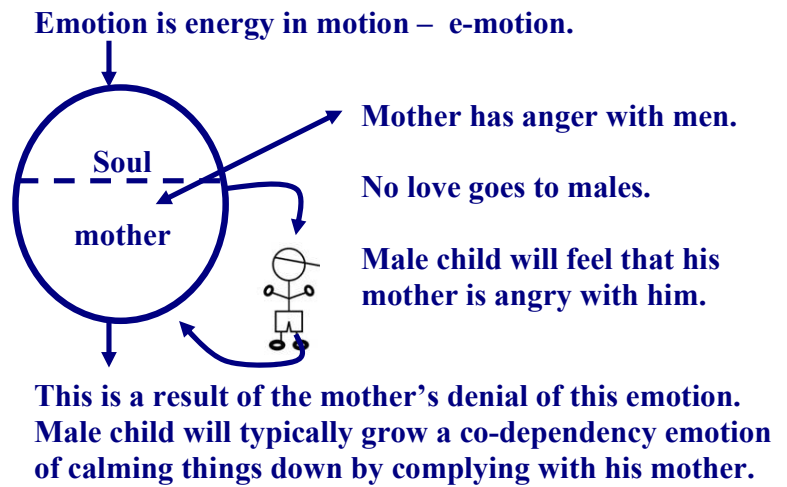 Emotion is energy in motion – e-motion.
Soul
mother
Mother has anger with men.
No love goes to males.
Male child will feel that his
mother is angry with him.
This is a result of the mother’s denial of this emotion.
Male child will typically grow a co-dependency emotion
of calming things down by complying with his mother.